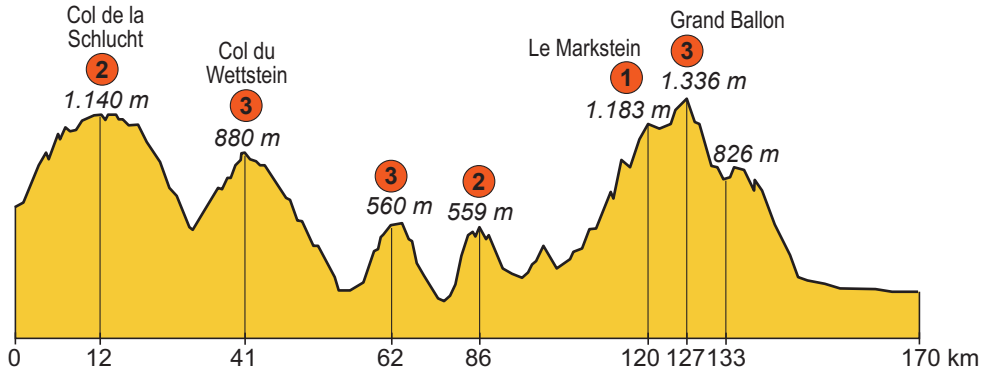 Col de la
Schlucht
2
1.140 m
Col du
Wettstein
3
880 m
3
560 m
2
559 m
Le Markstein
1
1.183 m
Grand Ballon
3
1.336 m
826 m
0 12 41 62 86 120 127 133 170 km